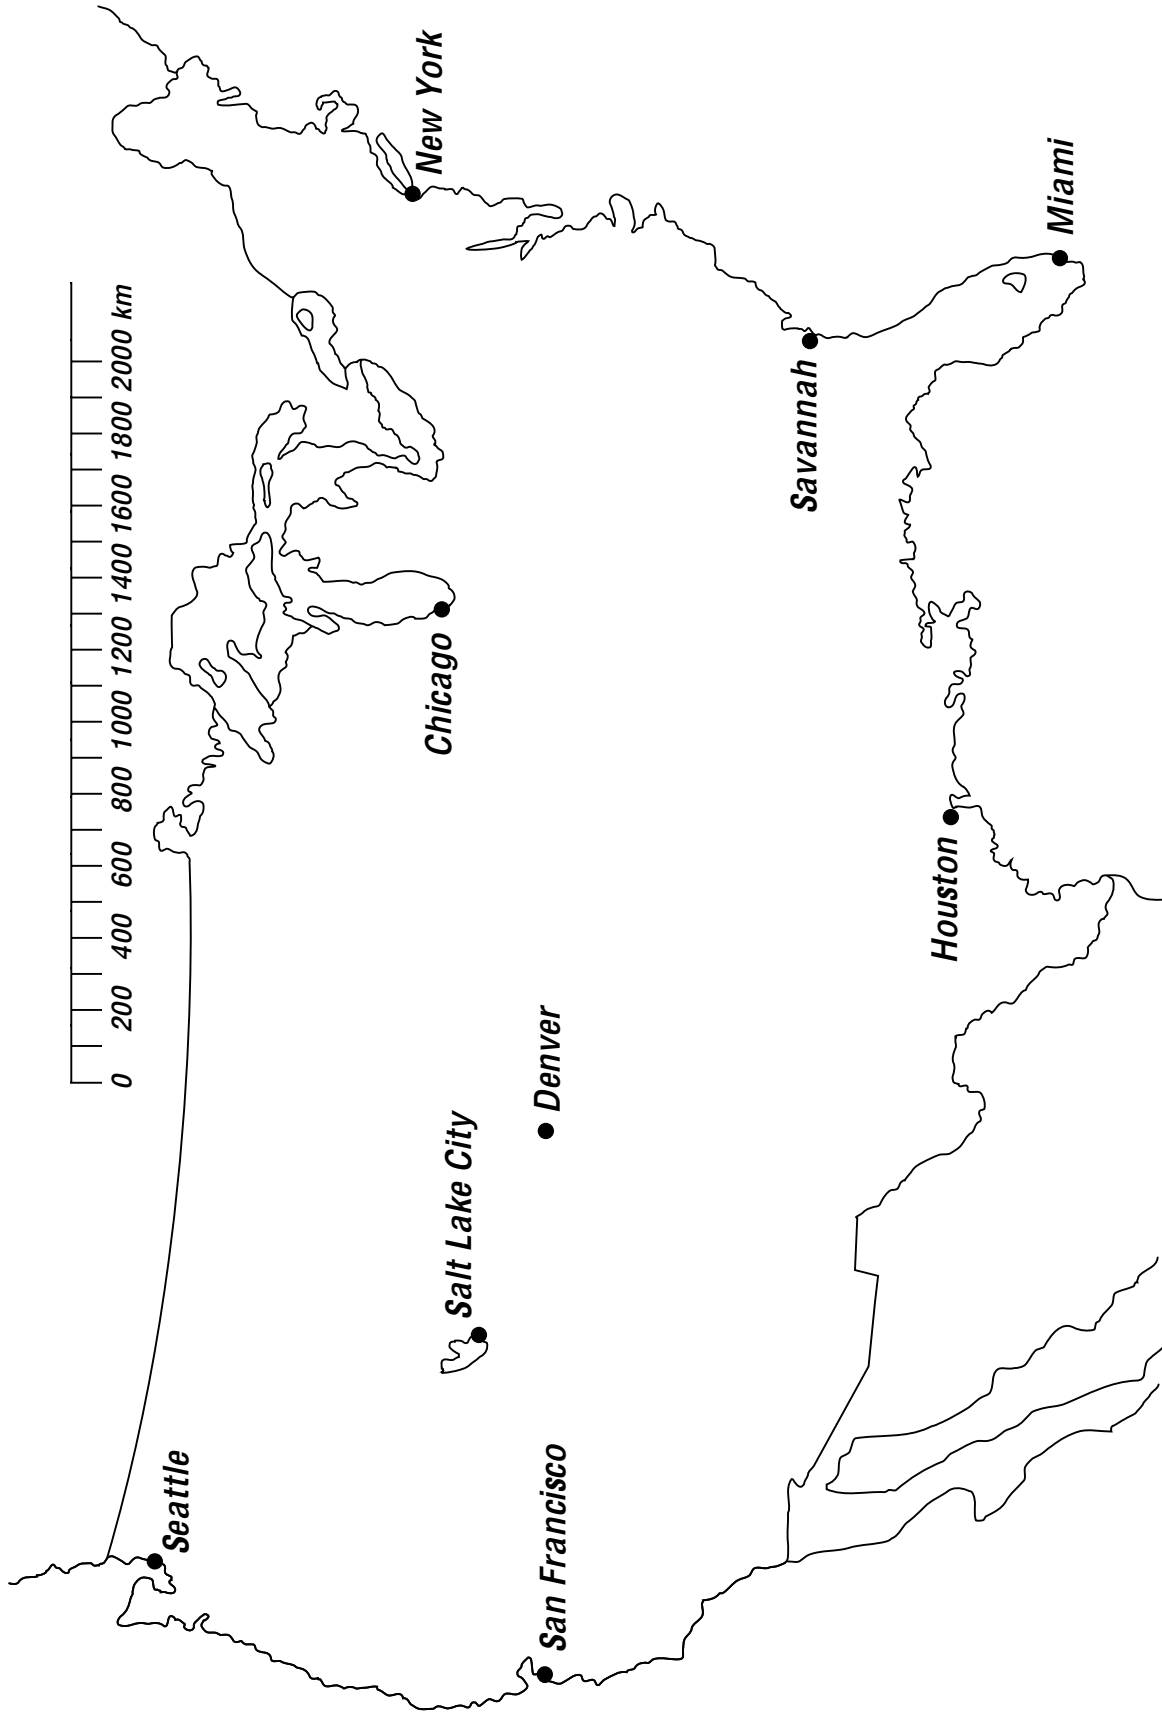 0 200 400 600 800 1000 1200 1400 1600 1800 2000 km
Seattle
New York
Chicago
Salt Lake City
San Francisco
Denver
Savannah
Houston
Miami